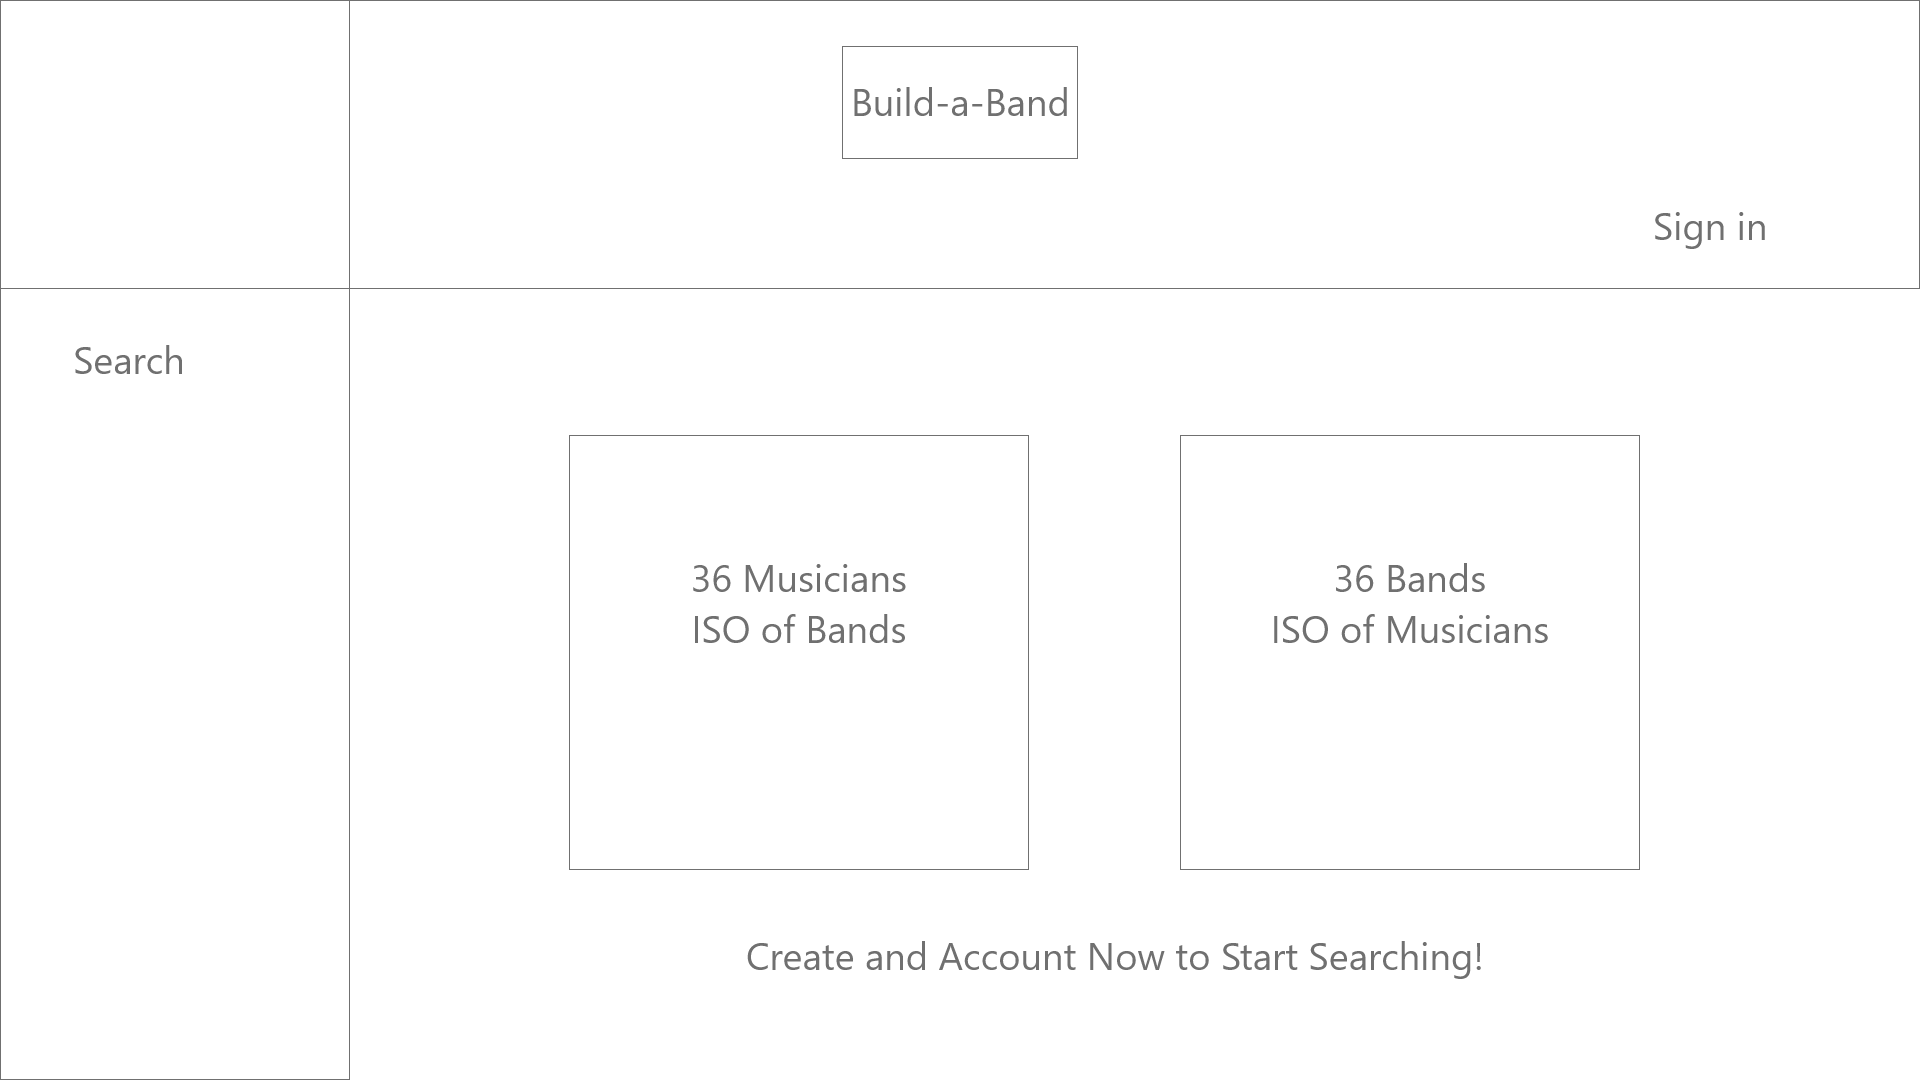 Build-a-Band
Sign in
Search
36 Musicians
ISO of Bands
36 Bands
ISO of Musicians
Create and Account Now to Start Searching!